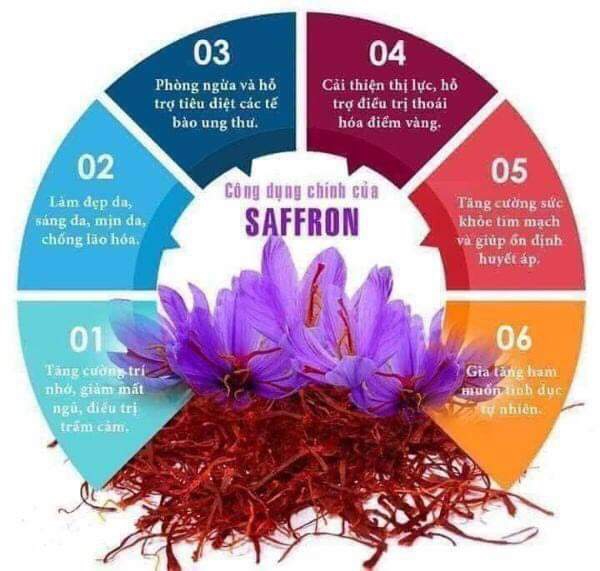 Công dụng chính của
SAFFRON
01
Tăng cường trí
nhớ, giảm mất
ngủ, điều trị
trầm cảm.
02
Làm đẹp da,
sáng da, mịn da,
chống lão hóa.
03
Phòng ngừa và hỗ
trợ tiêu diệt các tế
bào ung thư.
04
Cải thiện thị lực, hỗ
trợ điều trị thoái
hóa điểm vàng.
05
Tăng cường sức
khỏe tim mạch
và giúp ổn định
huyết áp.
06
Gia tăng ham
muốn tình dục
tự nhiên.